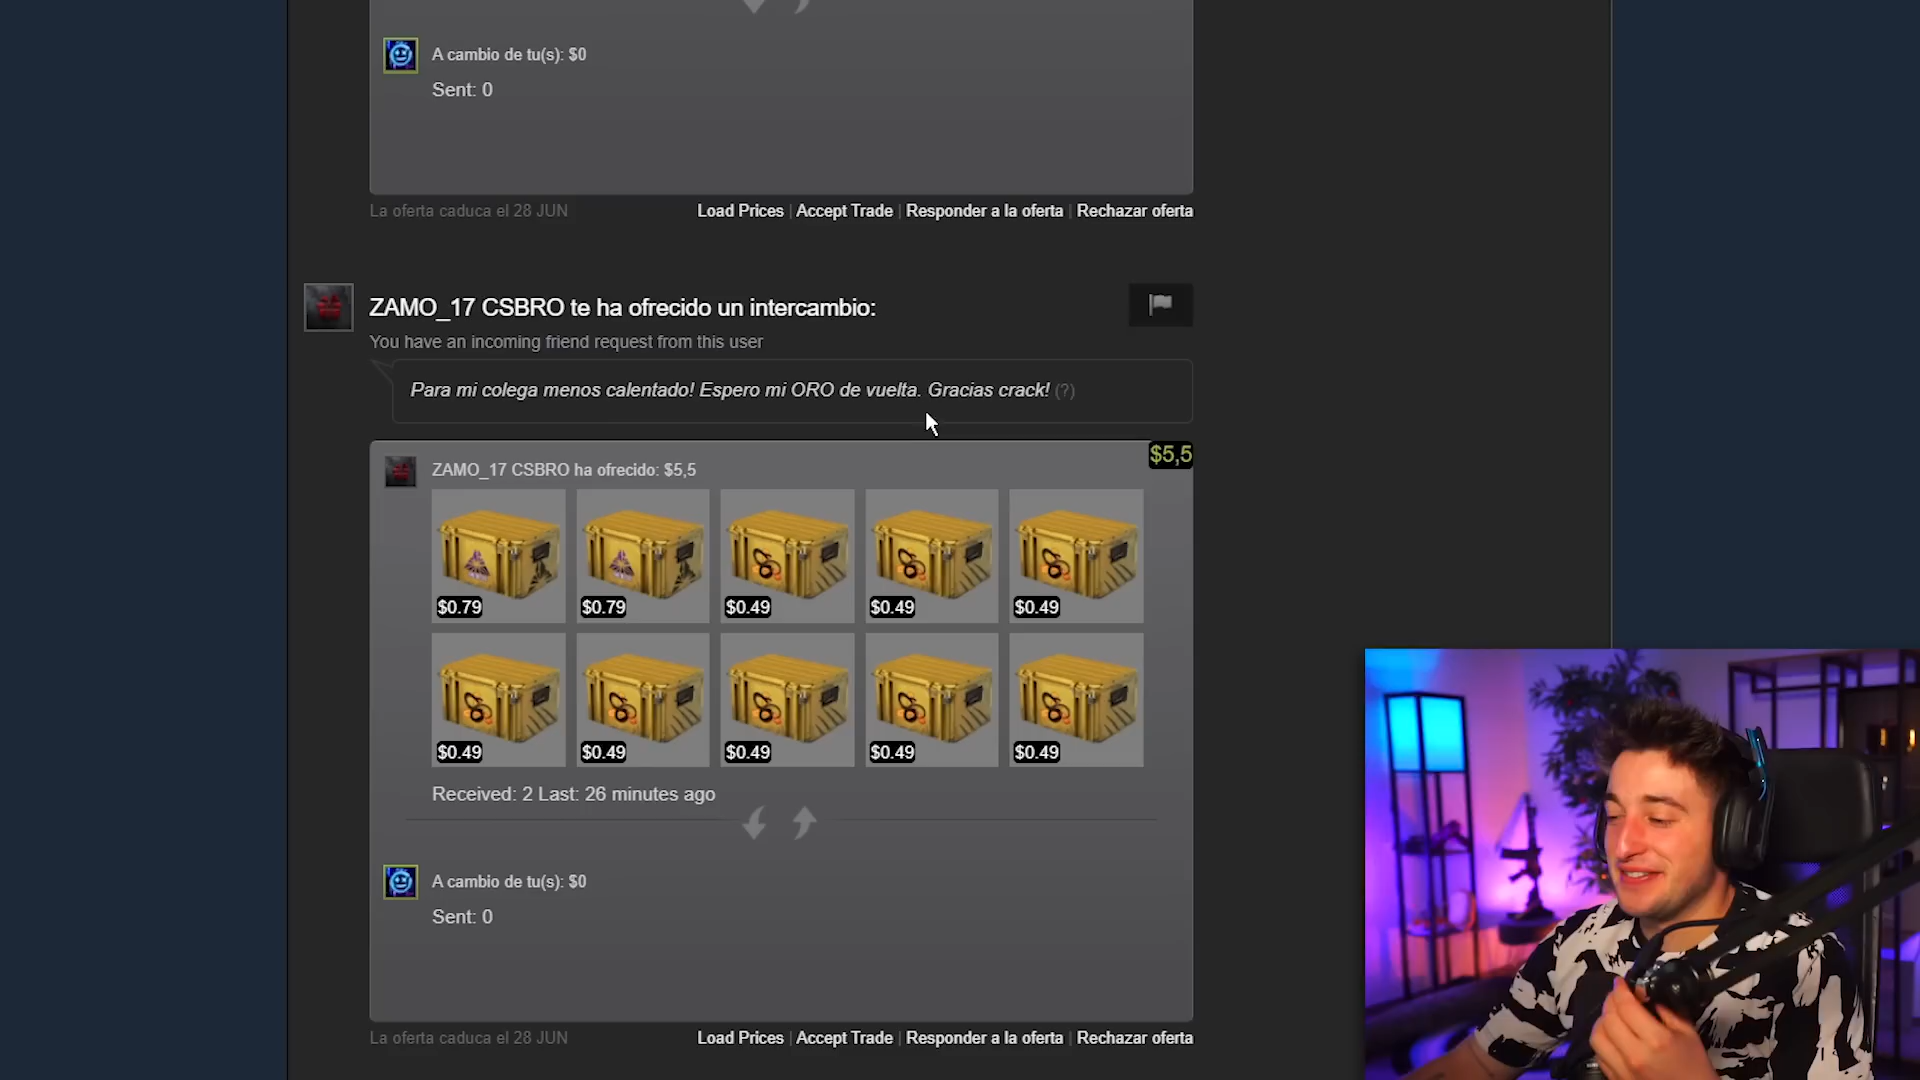 A cambio de tu(s): $0
Sent: 0
La oferta caduca el 28 JUN
Load Prices | Accept Trade | Responder a la oferta | Rechazar oferta
ZAMO_17 CSBRO te ha ofrecido un intercambio:
You have an incoming friend request from this user
Para mi colega menos calentado! Espero mi ORO de vuelta. Gracias crack! (?)
$5,5
ZAMO_17 CSBRO ha ofrecido: $5,5
$0.79 $0.79 $0.49 $0.49 $0.49
$0.49 $0.49 $0.49 $0.49 $0.49
Received: 2 Last: 26 minutes ago
A cambio de tu(s): $0
Sent: 0
La oferta caduca el 28 JUN
Load Prices | Accept Trade | Responder a la oferta | Rechazar oferta